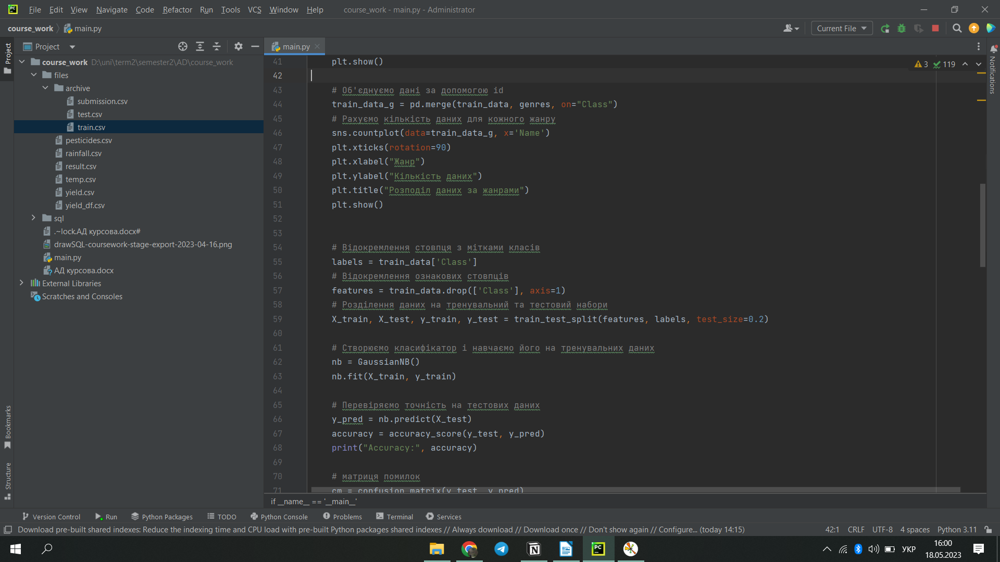 File Edit View Navigate Code Refactor Run Tools VCS Window Help course_work - main.py - Administrator
course_work main.py
Current File
Project
main.py
course_work D:\uni\term2\semester2\AD\course_work
files
archive
submission.csv
test.csv
train.csv
pesticides.csv
rainfall.csv
result.csv
temp.csv
yield.csv
yield_df.csv
sql
.~lock.АД курсова.docx#
drawSQL-coursework-stage-export-2023-04-16.png
main.py
АД курсова.docx
External Libraries
Scratches and Consoles
Project
Bookmarks
Structure
3 119
41 plt.show()
42
43 # Об'єднуємо дані за допомогою id
44 train_data_g = pd.merge(train_data, genres, on="Class")
45 # Рахуємо кількість даних для кожного жанру
46 sns.countplot(data=train_data_g, x='Name')
47 plt.xticks(rotation=90)
48 plt.xlabel("Жанр")
49 plt.ylabel("Кількість даних")
50 plt.title("Розподіл даних за жанрами")
51 plt.show()
52
53
54 # Відокремлення стовпця з мітками класів
55 labels = train_data['Class']
56 # Відокремлення ознакових стовпців
57 features = train_data.drop(['Class'], axis=1)
58 # Розділення даних на тренувальний та тестовий набори
59 X_train, X_test, y_train, y_test = train_test_split(features, labels, test_size=0.2)
60
61 # Створюємо класифікатор і навчаємо його на тренувальних даних
62 nb = GaussianNB()
63 nb.fit(X_train, y_train)
64
65 # Перевіряємо точність на тестових даних
66 y_pred = nb.predict(X_test)
67 accuracy = accuracy_score(y_test, y_pred)
68 print("Accuracy:", accuracy)
69
70 # матриця помилок
71 cm = confusion_matrix(y_test, y_pred)
if __name__ == '__main__'
Notifications
Version Control Run Python Packages TODO Python Console Problems Terminal Services
Download pre-built shared indexes: Reduce the indexing time and CPU load with pre-built Python packages shared indexes // Always download // Download once // Don't show again // Configure... (today 14:15) 42:1 CRLF UTF-8 4 spaces Python 3.11
УКР
16:00
18.05.2023